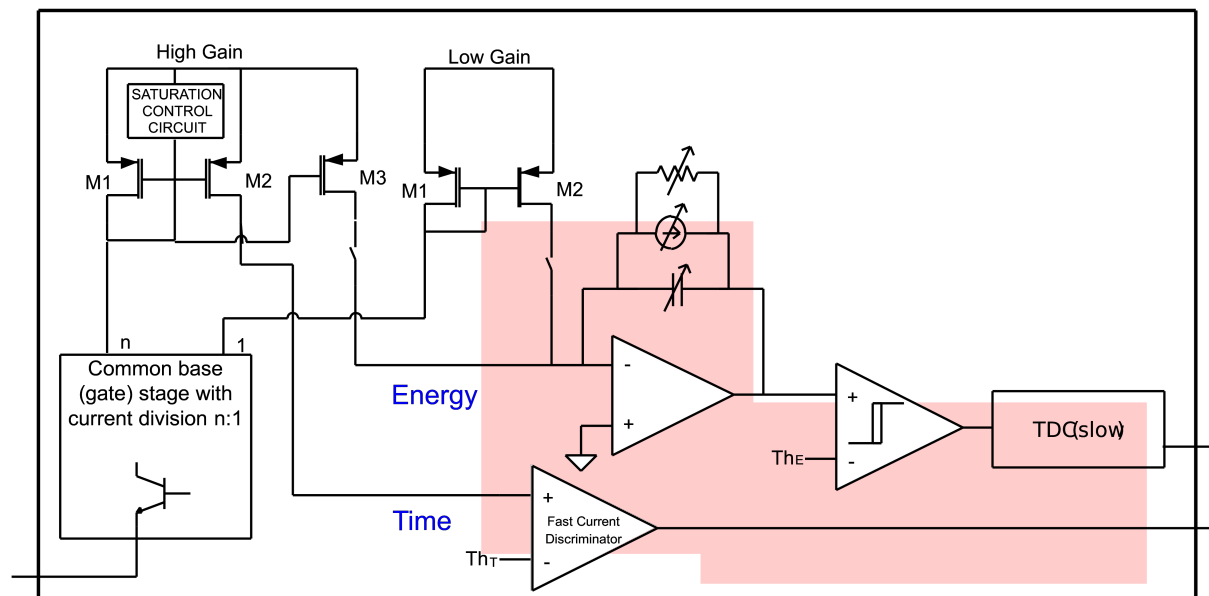 High Gain
Low Gain
SATURATION
CONTROL
CIRCUIT
M1
M2
M3
M1
M2
n
1
Common base
(gate) stage with
current division n:1
Energy
-
+
+
-
ThE
TDC(slow)
Time
+
Fast Current
Discriminator
-
ThT